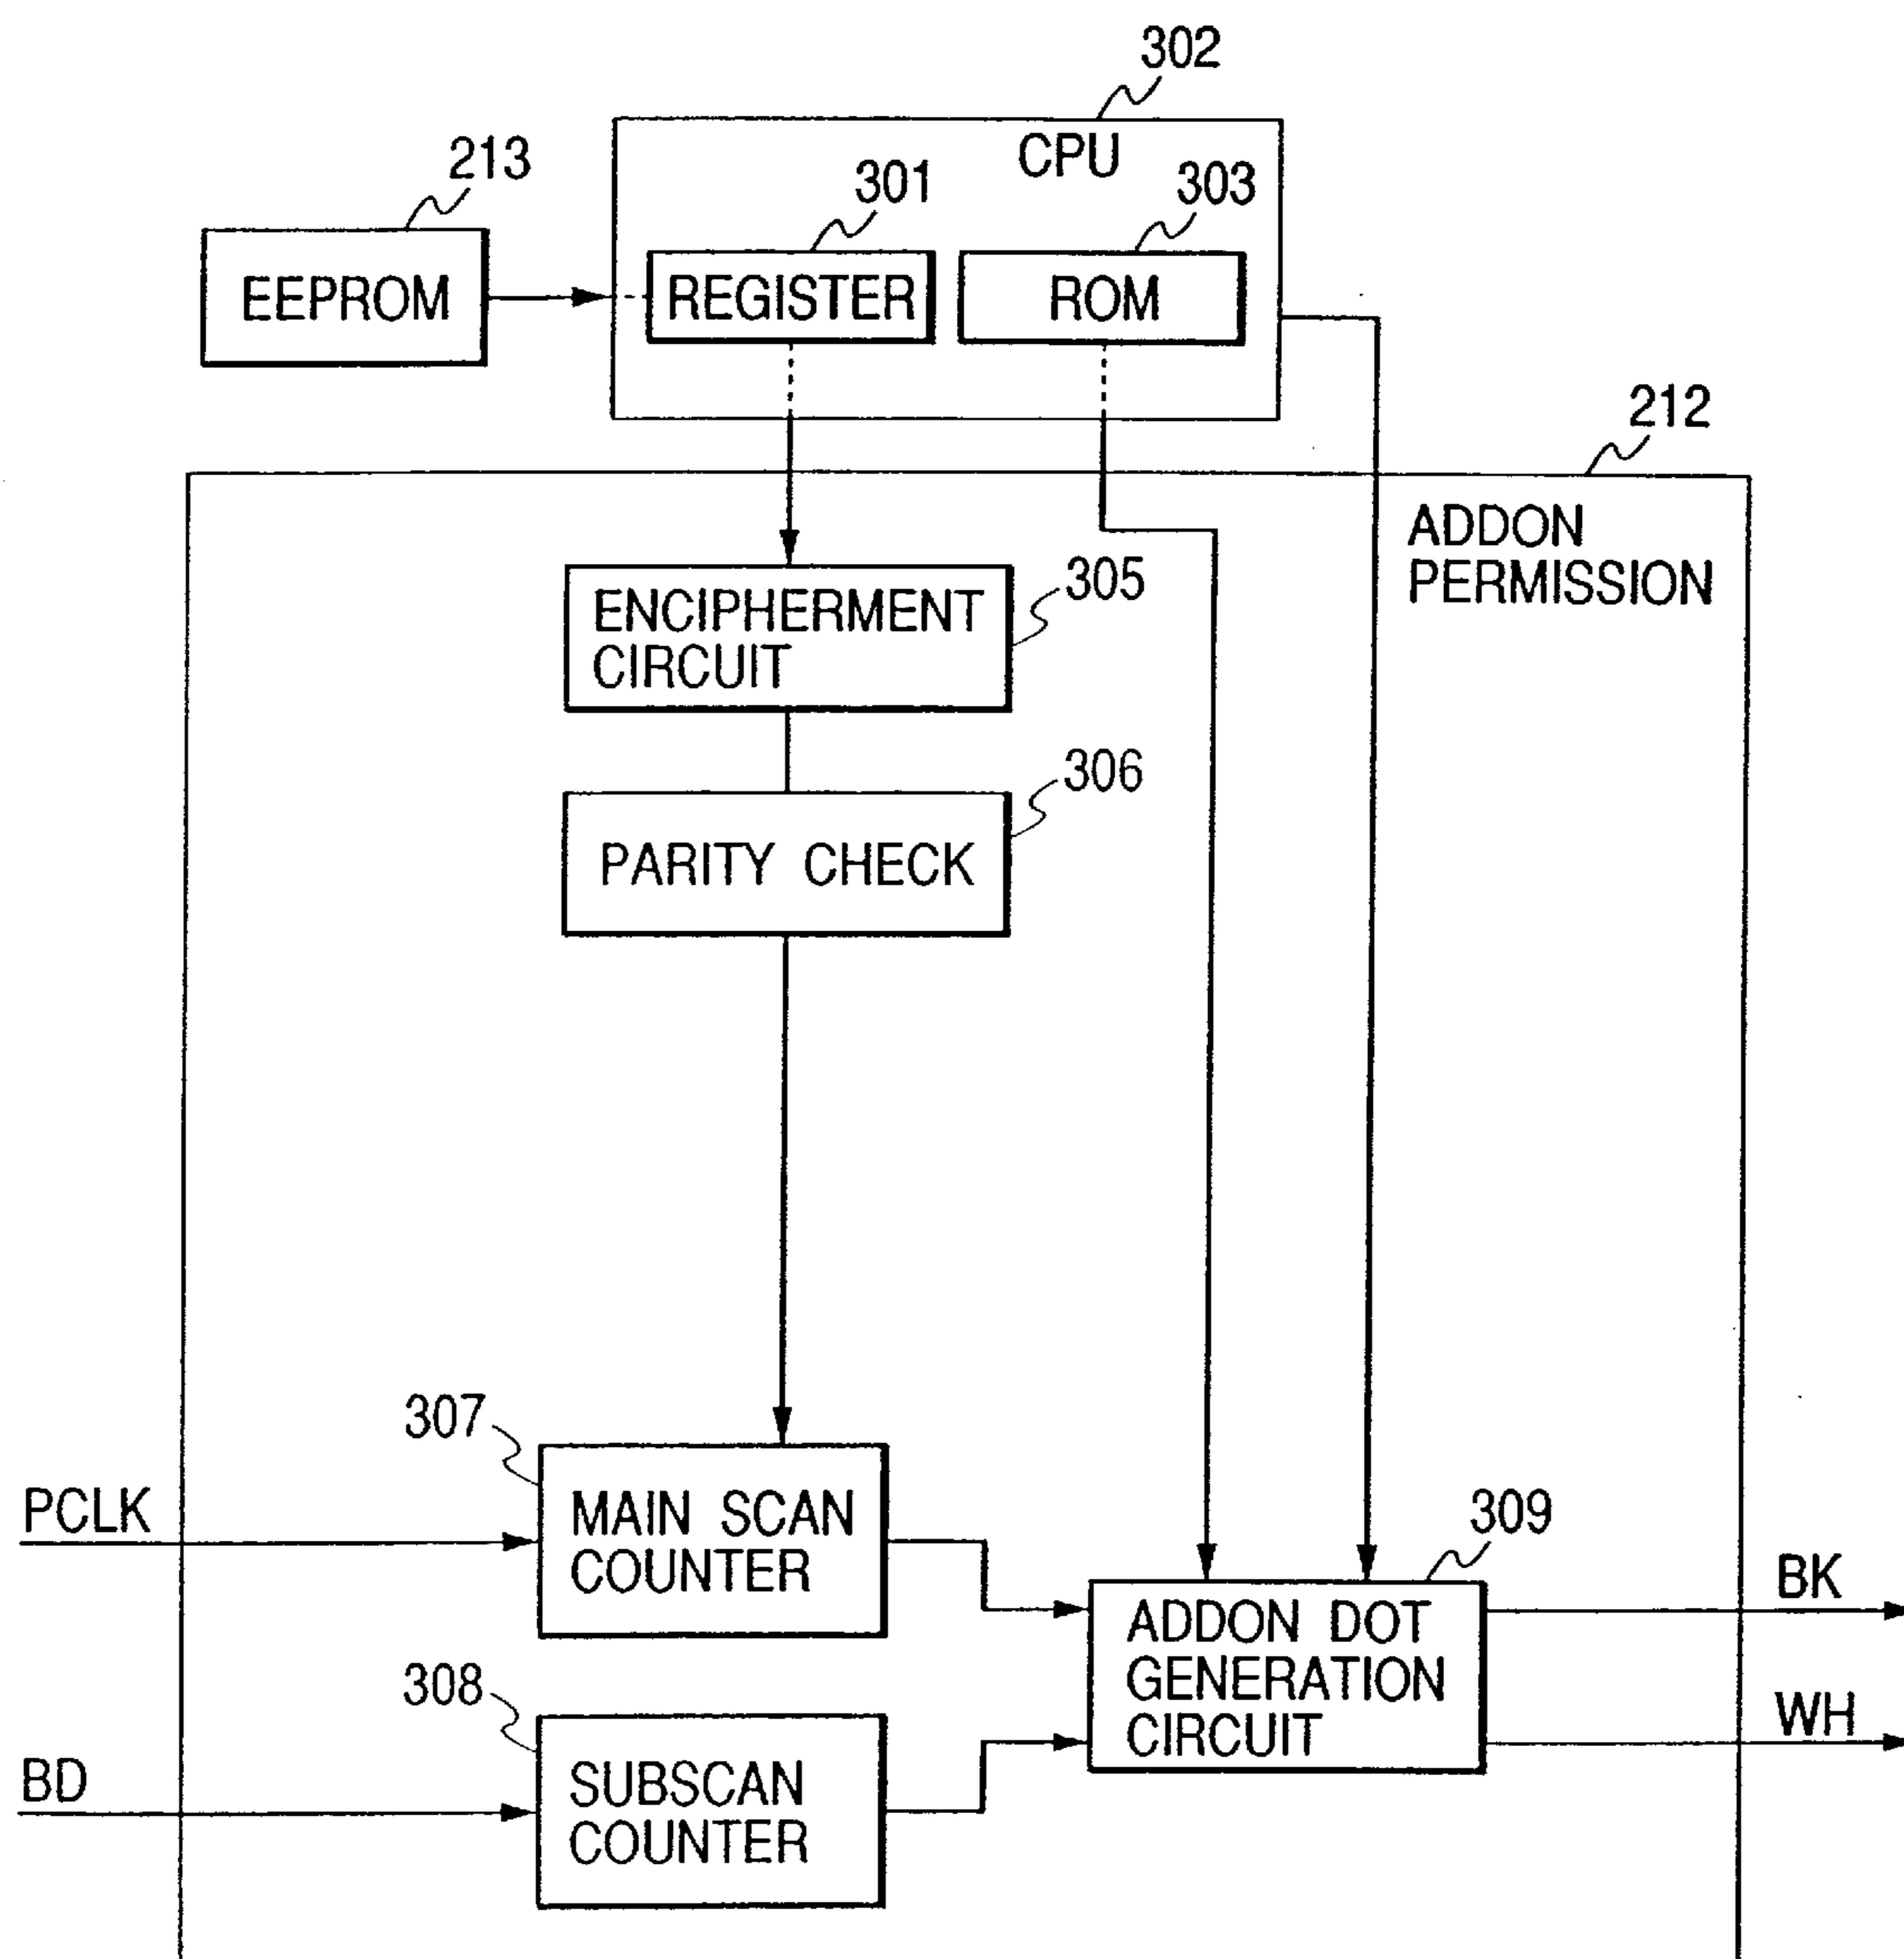 302
CPU
213
301
303
EEPROM
REGISTER
ROM
212
ADDON
PERMISSION
ENCIPHERMENT
CIRCUIT
305
306
PARITY CHECK
307
PCLK
MAIN SCAN
COUNTER
309
BK
ADDON DOT
GENERATION
CIRCUIT
308
WH
BD
SUBSCAN
COUNTER